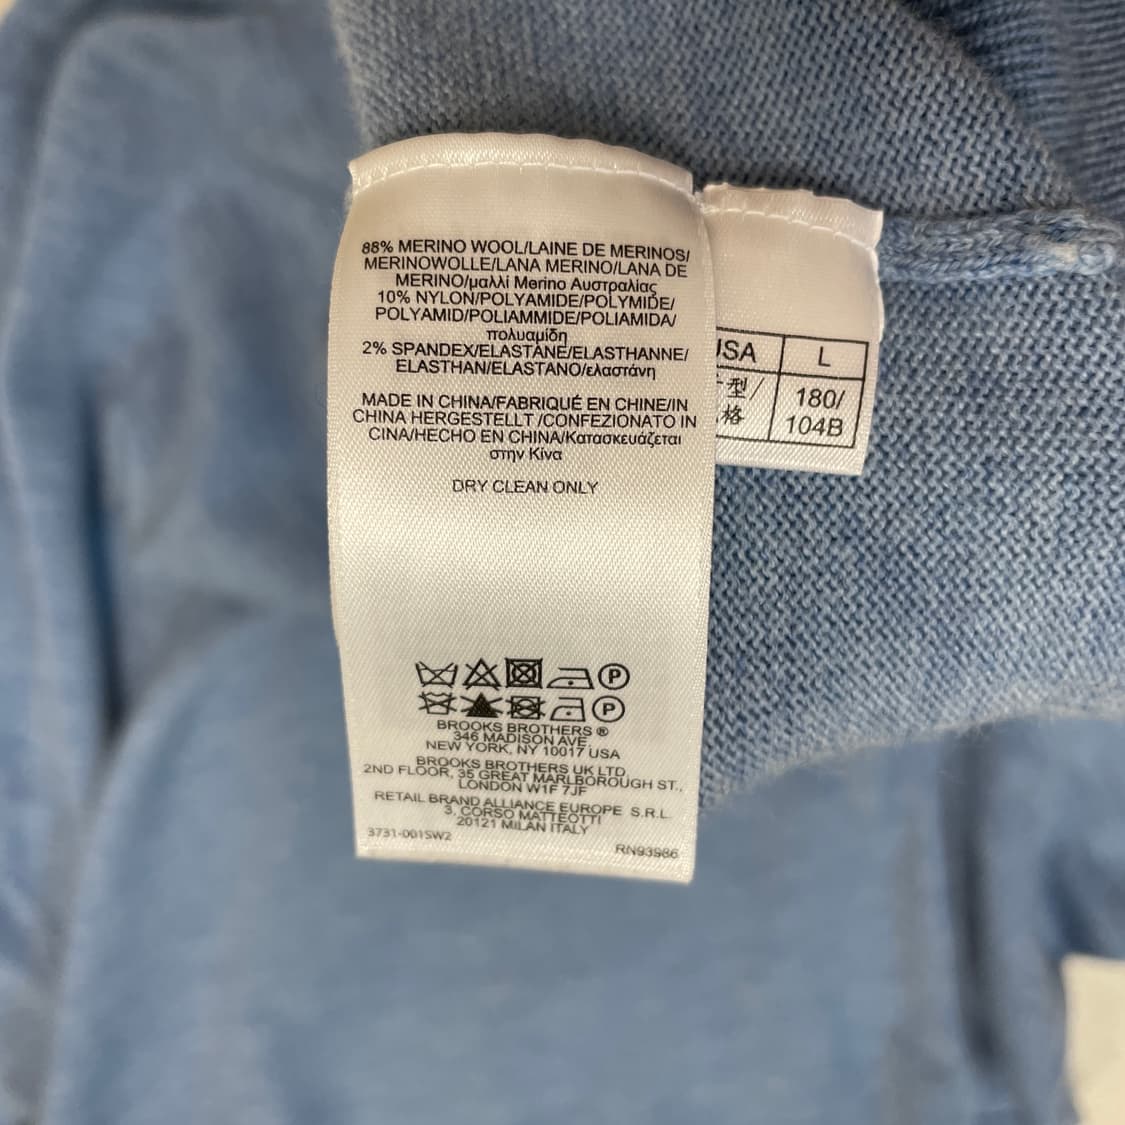 88% MERINO WOOL/LAINE DE MERINOS/
MERINOWOLLE/LANA MERINO/LANA DE
MERINO/μαλλί Merino Αυστραλίας
10% NYLON/POLYAMIDE/POLYMIDE/
POLYAMID/POLIAMMIDE/POLIAMIDA/
πολυαμίδη
2% SPANDEX/ELASTANE/ELASTHANNE/
ELASTHAN/ELASTANO/ελαστάνη
MADE IN CHINA/FABRIQUÉ EN CHINE/IN
CHINA HERGESTELLT /CONFEZIONATO IN
CINA/HECHO EN CHINA/Κατασκευάζεται
στην Κίνα
DRY CLEAN ONLY
P
P
BROOKS BROTHERS ®
346 MADISON AVE.
NEW YORK, NY 10017 USA
BROOKS BROTHERS UK LTD.
2ND FLOOR, 35 GREAT MARLBOROUGH ST.,
LONDON W1F 7JF
RETAIL BRAND ALLIANCE EUROPE S.R.L.
3, CORSO MATTEOTTI
20121 MILAN ITALY
3731-001SW2
RN93986
USA L
型/ 180/
格 104B